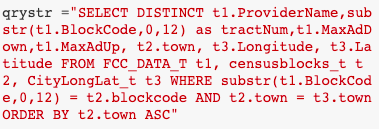 qrystr ="SELECT DISTINCT t1.ProviderName,sub
str(t1.BlockCode,0,12) as tractNum,t1.MaxAdD
own,t1.MaxAdUp, t2.town, t3.Longitude, t3.La
titude FROM FCC_DATA_T t1, censusblocks_t t
2, CityLongLat_t t3 WHERE substr(t1.BlockCod
e,0,12) = t2.blockcode AND t2.town = t3.town
ORDER BY t2.town ASC"